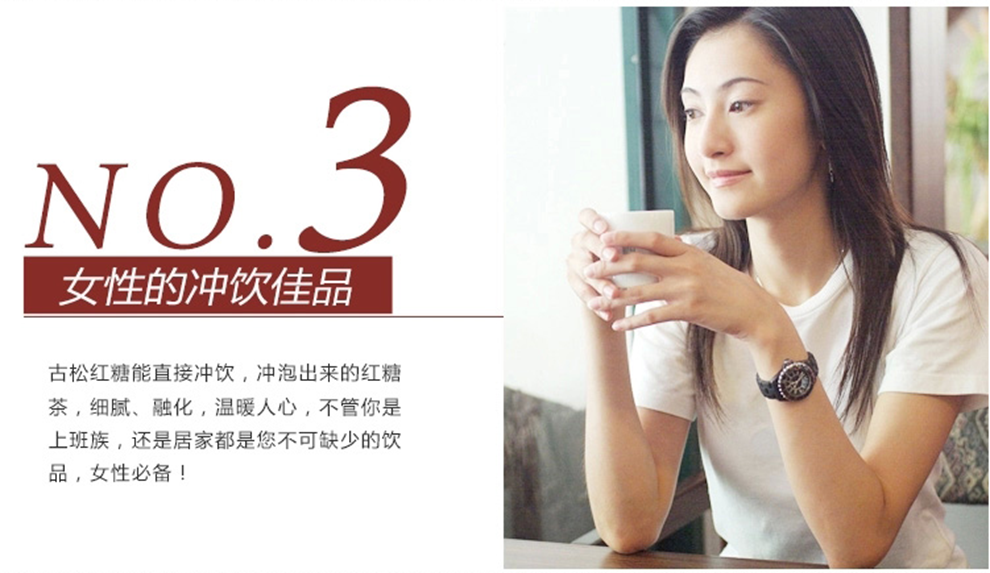 NO.3
女性的冲饮佳品
古松红糖能直接冲饮，冲泡出来的红糖
茶，细腻、融化，温暖人心，不管你是
上班族，还是居家都是您不可缺少的饮
品，女性必备！